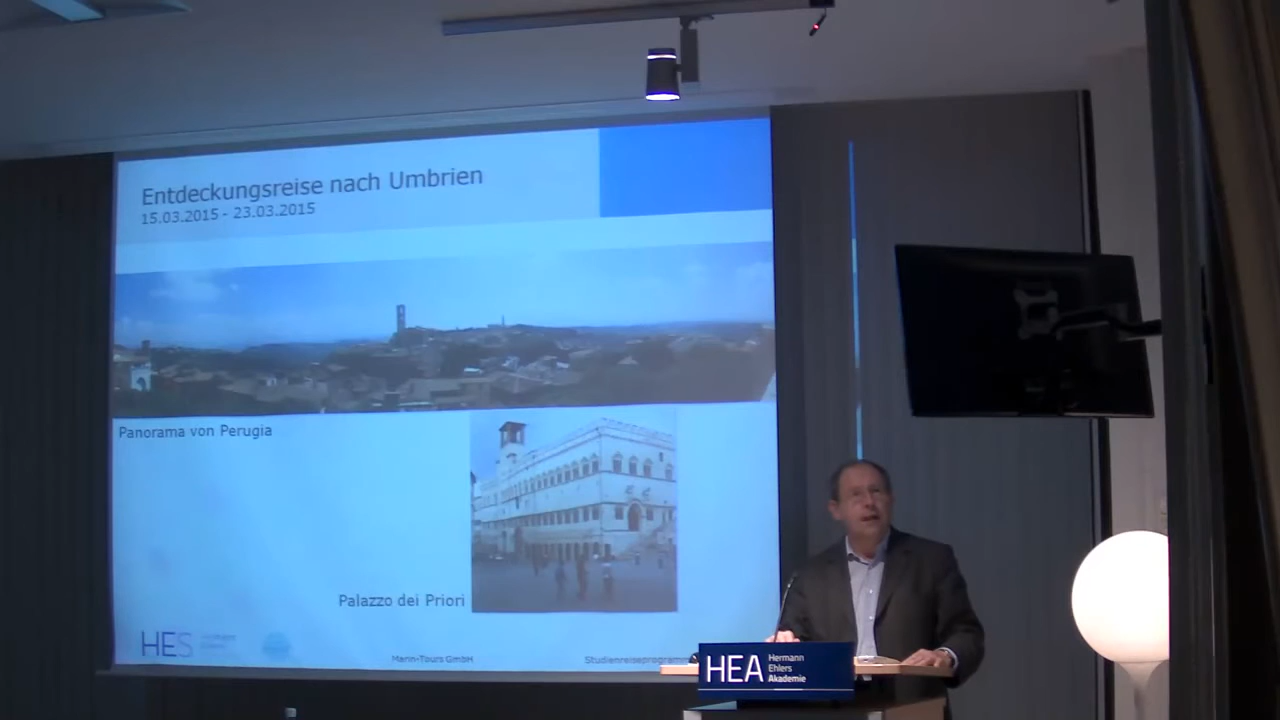 Entdeckungsreise nach Umbrien
15.03.2015 - 23.03.2015
Panorama von Perugia
Palazzo dei Priori
HES
Marin-Tours GmbH
HEA
Hermann
Ehlers
Akademie